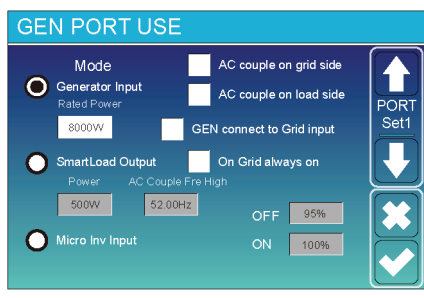 GEN PORT USE
Mode
AC couple on grid side
Generator Input
AC couple on load side
Rated Power
PORT
Set1
8000W
GEN connect to Grid input
SmartLoad Output
On Grid always on
Power
AC Couple Fre High
500W
52.00Hz
OFF
95%
Micro Inv Input
ON
100%